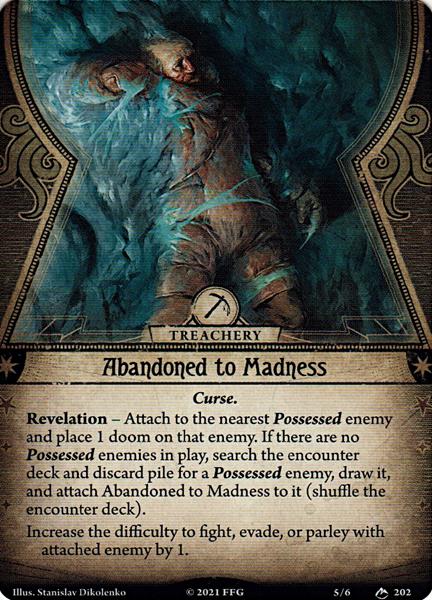 TREACHERY
Abandoned to Madness
Curse.
Revelation – Attach to the nearest Possessed enemy
and place 1 doom on that enemy. If there are no
Possessed enemies in play, search the encounter
deck and discard pile for a Possessed enemy, draw it,
and attach Abandoned to Madness to it (shuffle the
encounter deck).
Increase the difficulty to fight, evade, or parley with
attached enemy by 1.
Illus. Stanislav Dikolenko © 2021 FFG 5/6 202